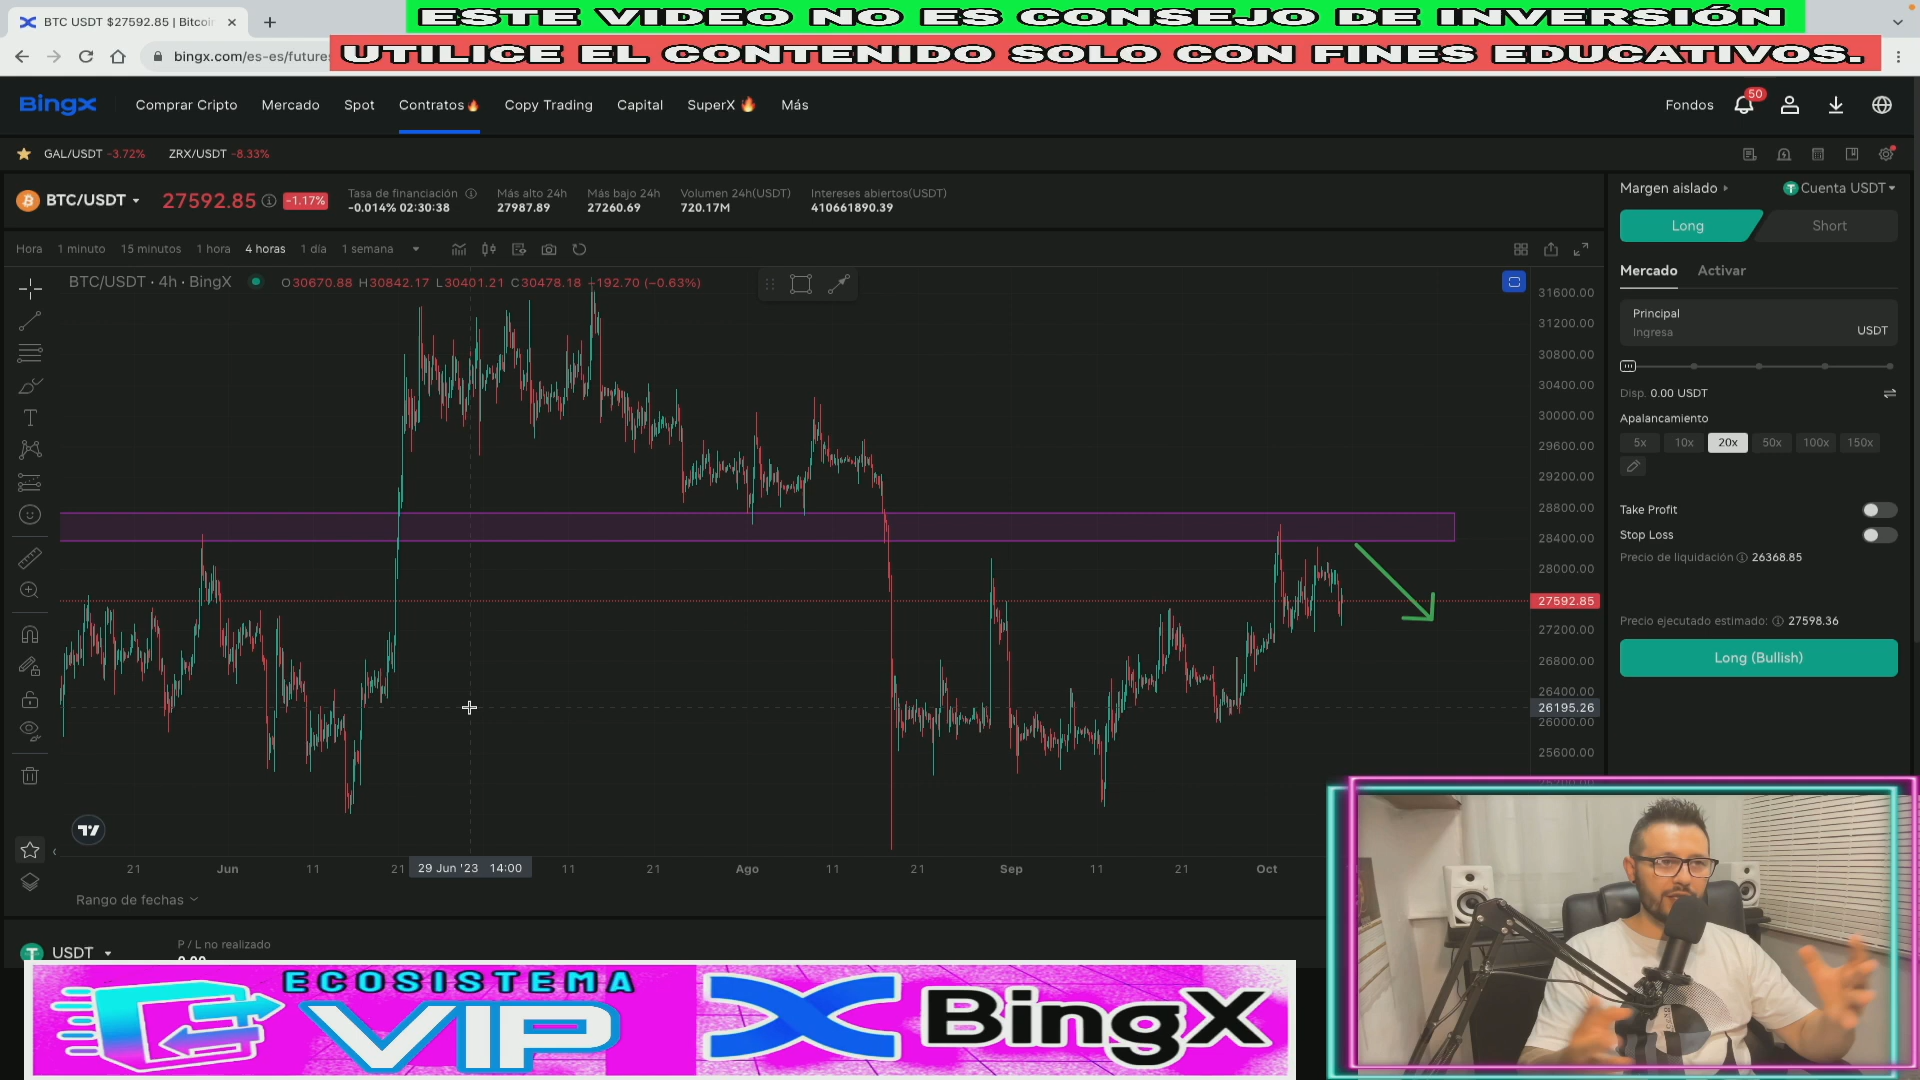 BTC USDT $27592.85 | Bitcoi
ESTE VIDEO NO ES CONSEJO DE INVERSIÓN
bingx.com/es-es/future
UTILICE EL CONTENIDO SOLO CON FINES EDUCATIVOS.
BingX
Comprar Cripto
Mercado
Spot
Contratos
Copy Trading
Capital
SuperX
Más
Fondos
50
GAL/USDT -3.72%
ZRX/USDT -8.33%
BTC/USDT
27592.85
-1.17%
Tasa de financiación
-0.014% 02:30:38
Más alto 24h
27987.89
Más bajo 24h
27260.69
Volumen 24h(USDT)
720.17M
Intereses abiertos(USDT)
410661890.39
Margen aislado
Cuenta USDT
Long
Short
Hora
1 minuto
15 minutos
1 hora
4 horas
1 día
1 semana
BTC/USDT · 4h · BingX
O30670.88 H30842.17 L30401.21 C30478.18 −192.70 (−0.63%)
Mercado
Activar
Principal
Ingresa
USDT
Disp. 0.00 USDT
Apalancamiento
5x
10x
20x
50x
100x
150x
Take Profit
Stop Loss
Precio de liquidación 26368.85
Precio ejecutado estimado: 27598.36
Long (Bullish)
31600.00
31200.00
30800.00
30400.00
30000.00
29600.00
29200.00
28800.00
28400.00
28000.00
27592.85
27200.00
26800.00
26400.00
26195.26
26000.00
25600.00
21
Jun
11
21
29 Jun '23 14:00
11
21
Ago
11
21
Sep
11
21
Oct
Rango de fechas
USDT
P / L no realizado
0.00
ECOSISTEMA
VIP
BingX